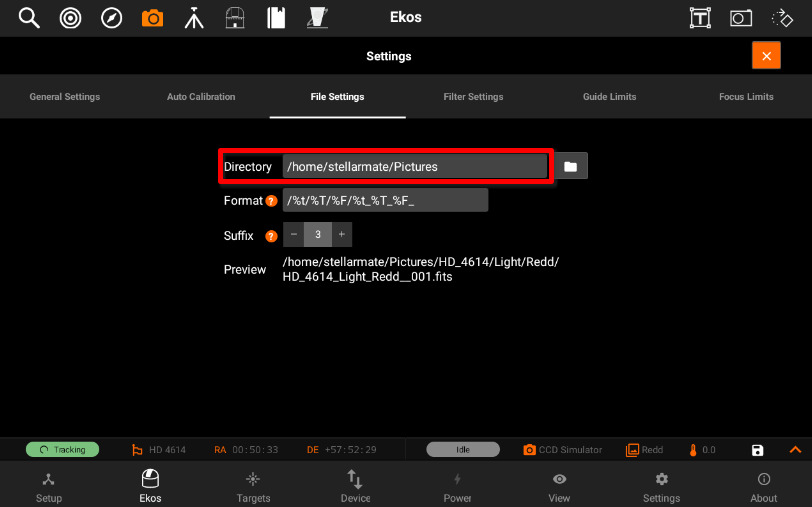 Ekos
Settings
General Settings
Auto Calibration
File Settings
Filter Settings
Guide Limits
Focus Limits
Directory
/home/stellarmate/Pictures
Format ?
/%t/%T/%F/%t_%T_%F_
Suffix ?
− 3 +
Preview
/home/stellarmate/Pictures/HD_4614/Light/Redd/
HD_4614_Light_Redd__001.fits
Tracking
HD 4614
RA 00:50:33
DE +57:52:29
Idle
CCD Simulator
Redd
0.0
Setup
Ekos
Targets
Device
Power
View
Settings
About